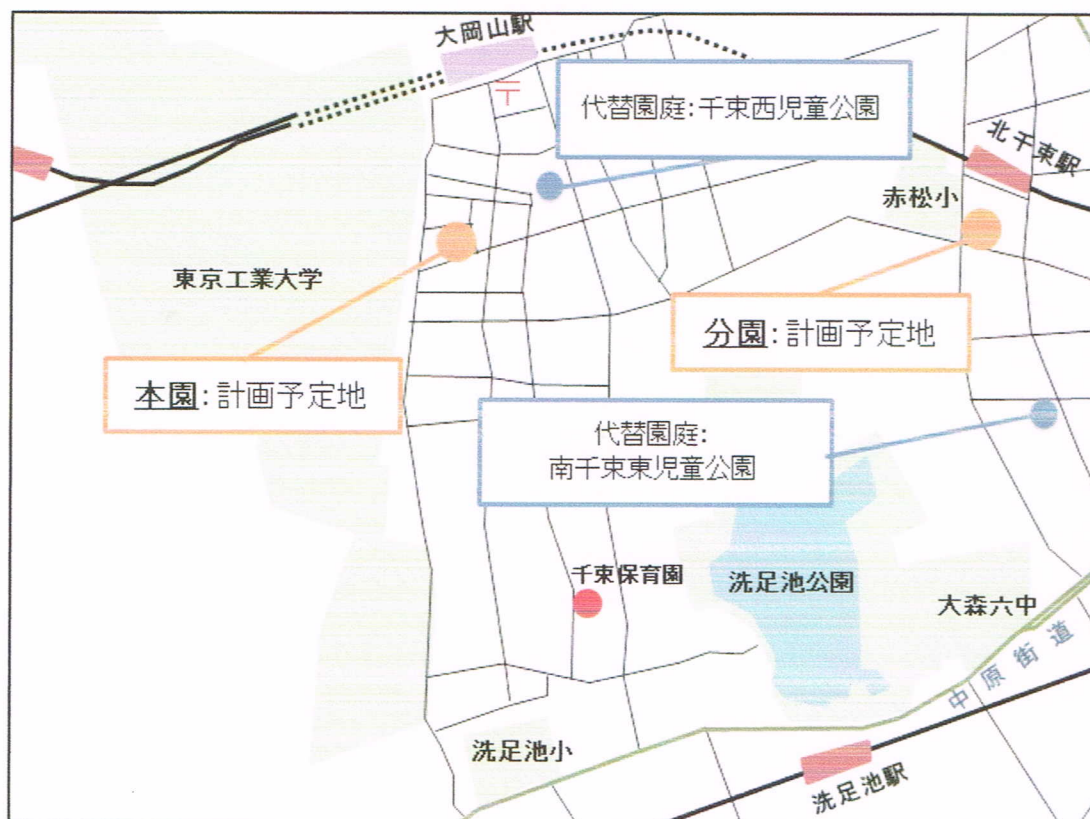 大岡山駅
〒
代替園庭:千束西児童公園
北千束駅
赤松小
東京工業大学
分園:計画予定地
本園:計画予定地
代替園庭:
南千束東児童公園
千束保育園
洗足池公園
大森六中
中原街道
洗足池小
洗足池駅